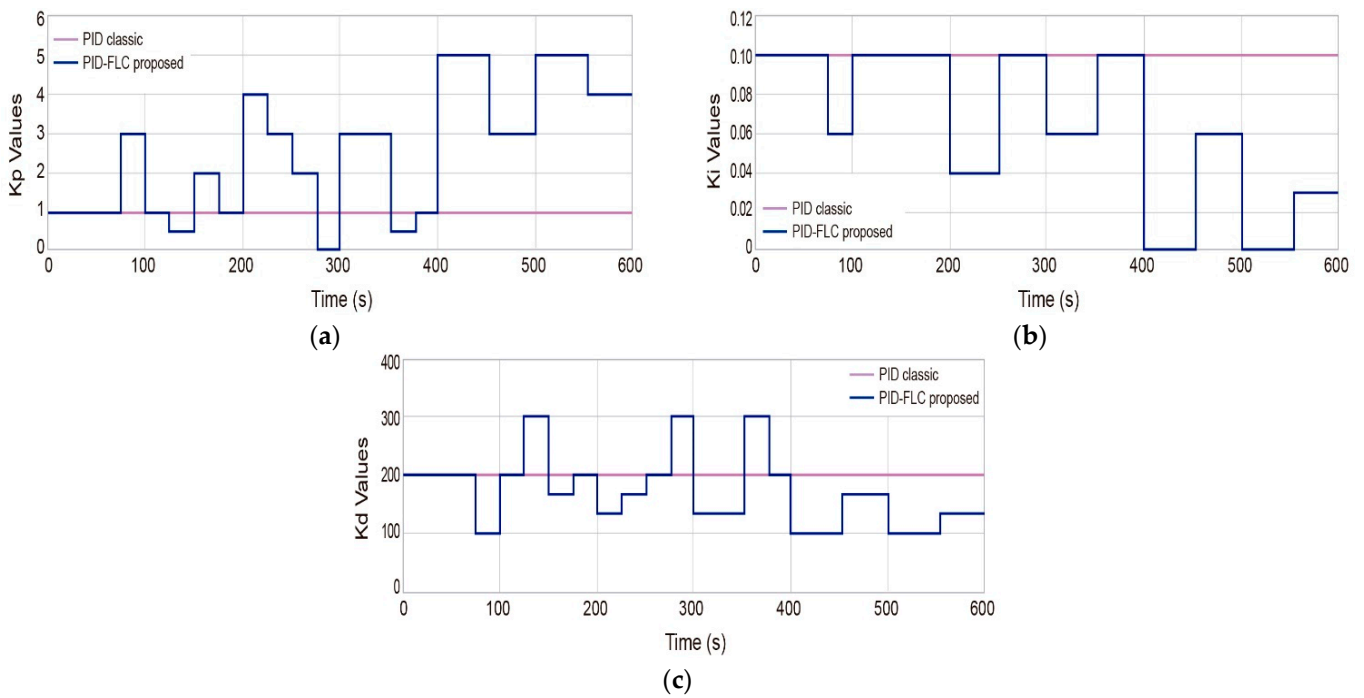 6
5
4
3
2
1
0
Kp Values
PID classic
PID-FLC proposed
0 100 200 300 400 500 600
Time (s)
(a)
0.12
0.10
0.08
0.06
0.04
0.02
0
Ki Values
PID classic
PID-FLC proposed
0 100 200 300 400 500 600
Time (s)
(b)
400
300
200
100
0
Kd Values
PID classic
PID-FLC proposed
0 100 200 300 400 500 600
Time (s)
(c)